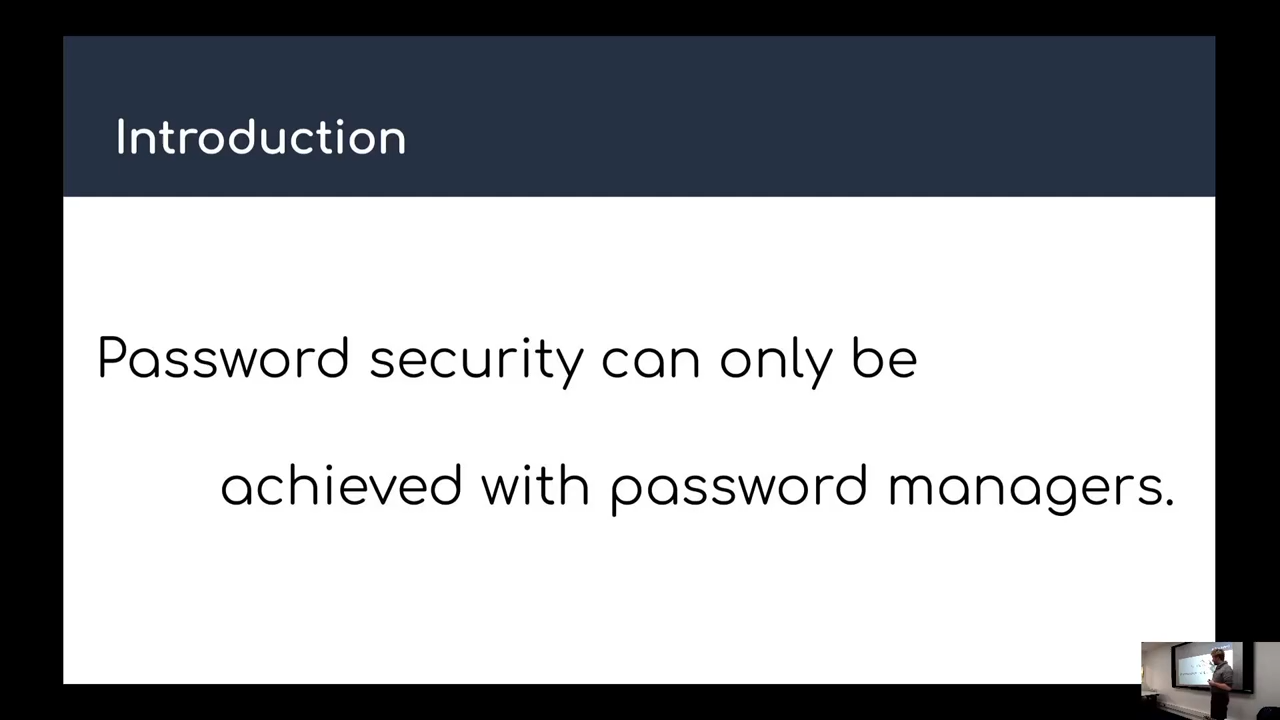 Introduction
Password security can only be
achieved with password managers.